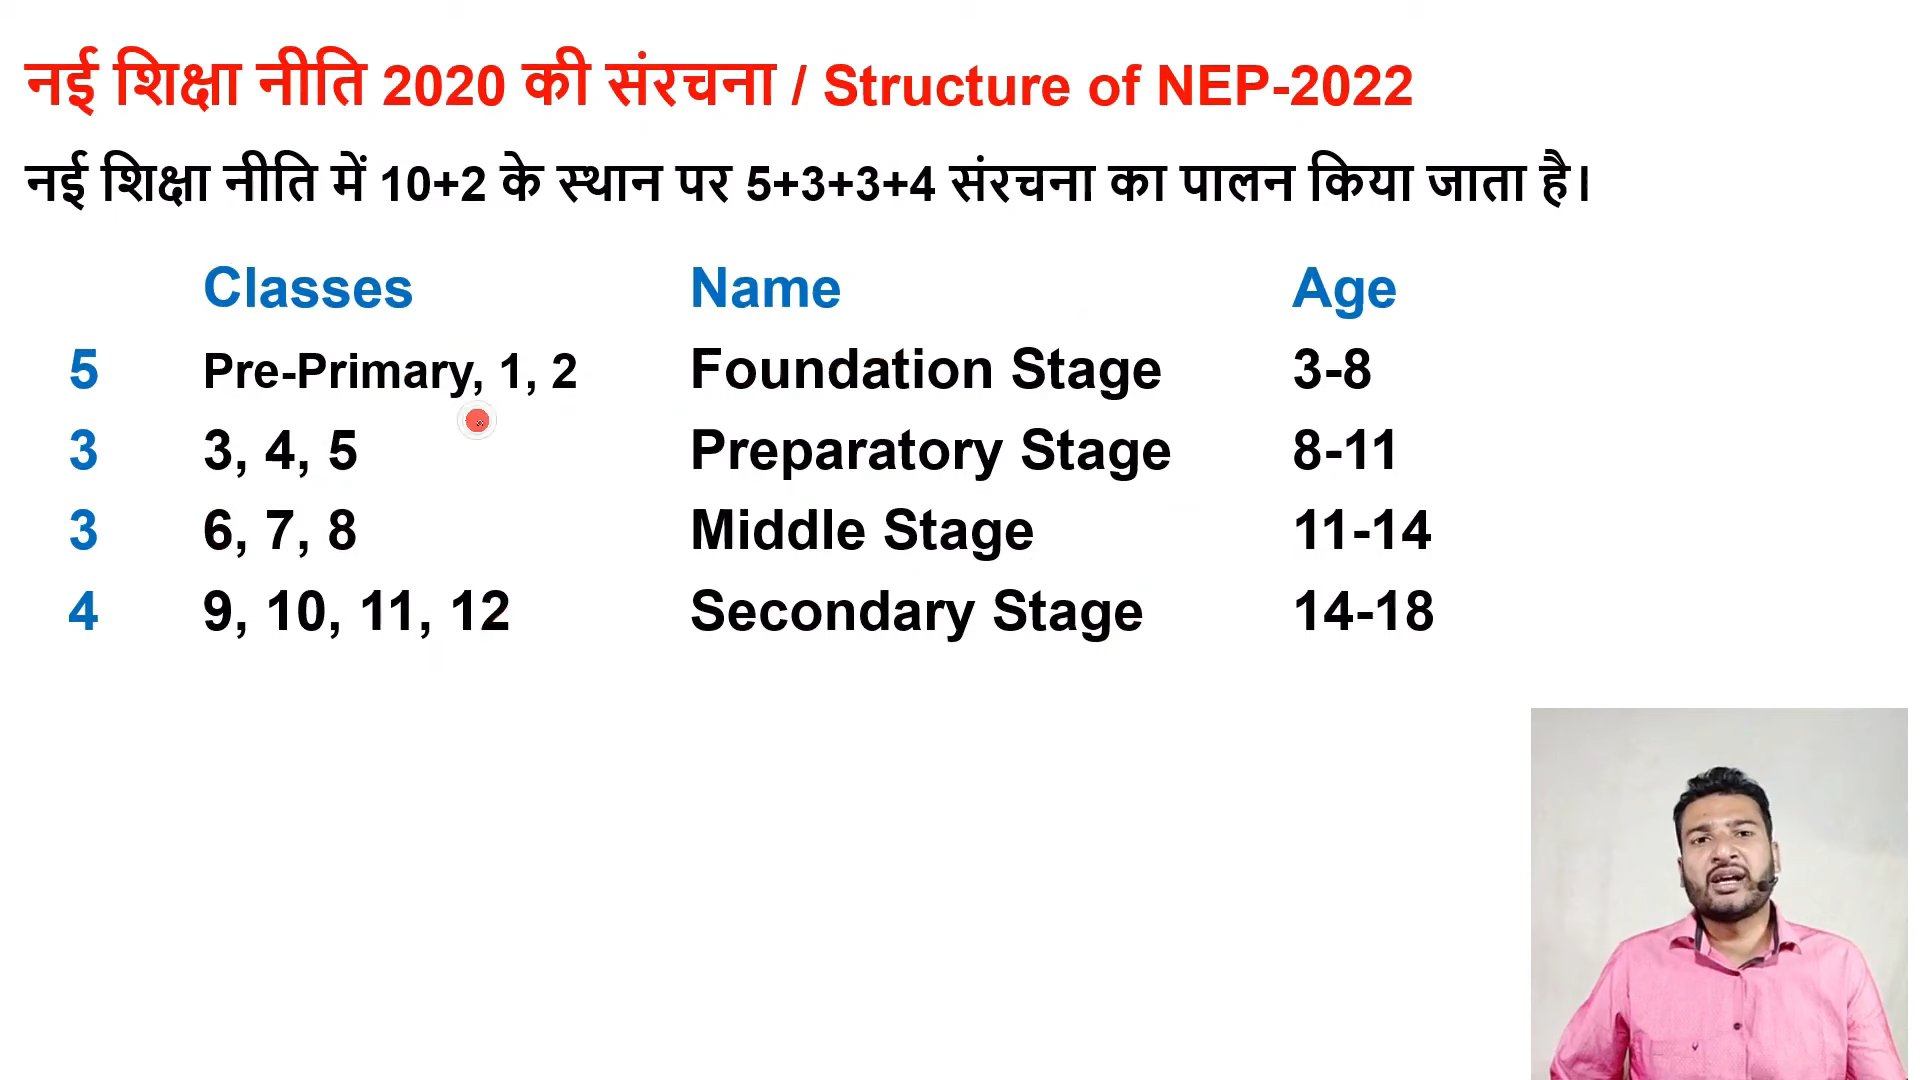 नई शिक्षा नीति 2020 की संरचना / Structure of NEP-2022
नई शिक्षा नीति में 10+2 के स्थान पर 5+3+3+4 संरचना का पालन किया जाता है।
Classes Name Age
5 Pre-Primary, 1, 2 Foundation Stage 3-8
3 3, 4, 5 Preparatory Stage 8-11
3 6, 7, 8 Middle Stage 11-14
4 9, 10, 11, 12 Secondary Stage 14-18